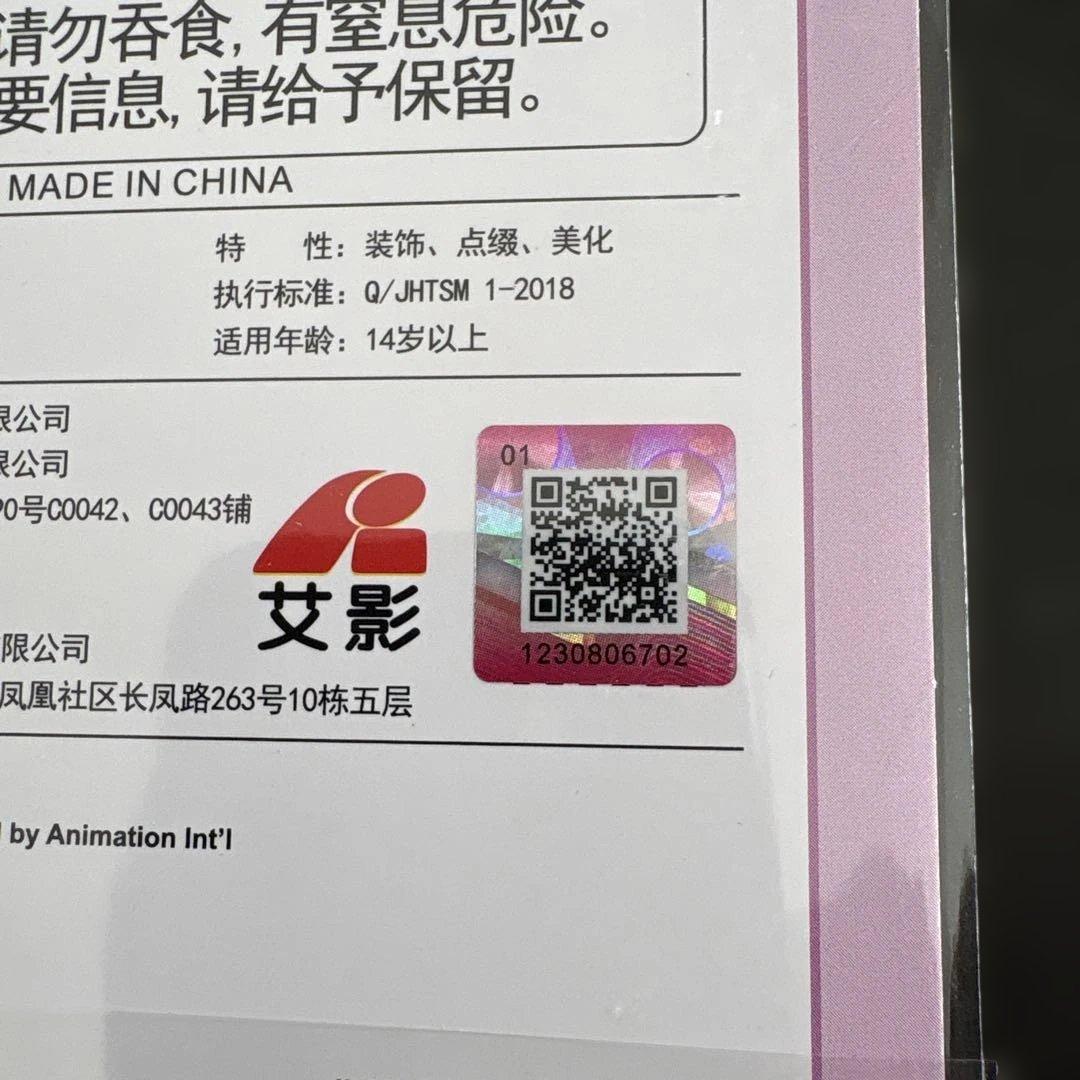 请勿吞食, 有窒息危险。
要信息, 请给予保留。
MADE IN CHINA
特 性: 装饰、点缀、美化
执行标准: Q/JHTSM 1-2018
适用年龄: 14岁以上
限公司
限公司
0号C0042、C0043铺
艾影
01
1230806702
限公司
凤凰社区长凤路263号10栋五层
by Animation Int'l